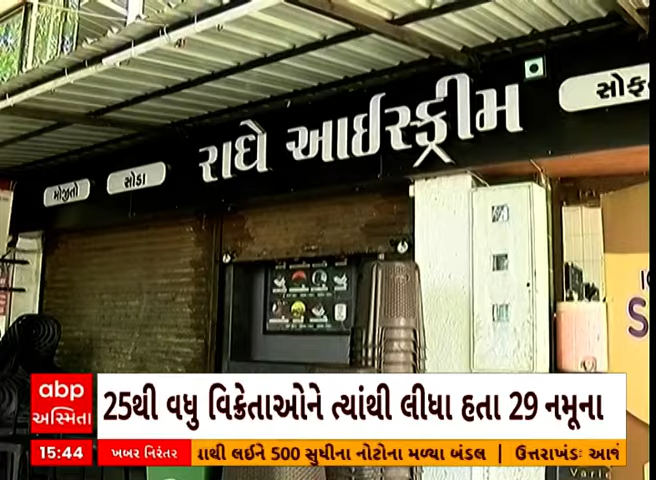 મોજીતો
સોડા
રાધે આઈસ્ક્રીમ
સોફ
abp
અસ્મિતા
25થી વધુ વિક્રેતાઓને ત્યાંથી લીધા હતા 29 નમૂના
15:44
ખબર નિરંતર
થી લઈને 500 સુધીના નોટોના મળ્યા બંડલ | ઉત્તરાખંડઃ આજ